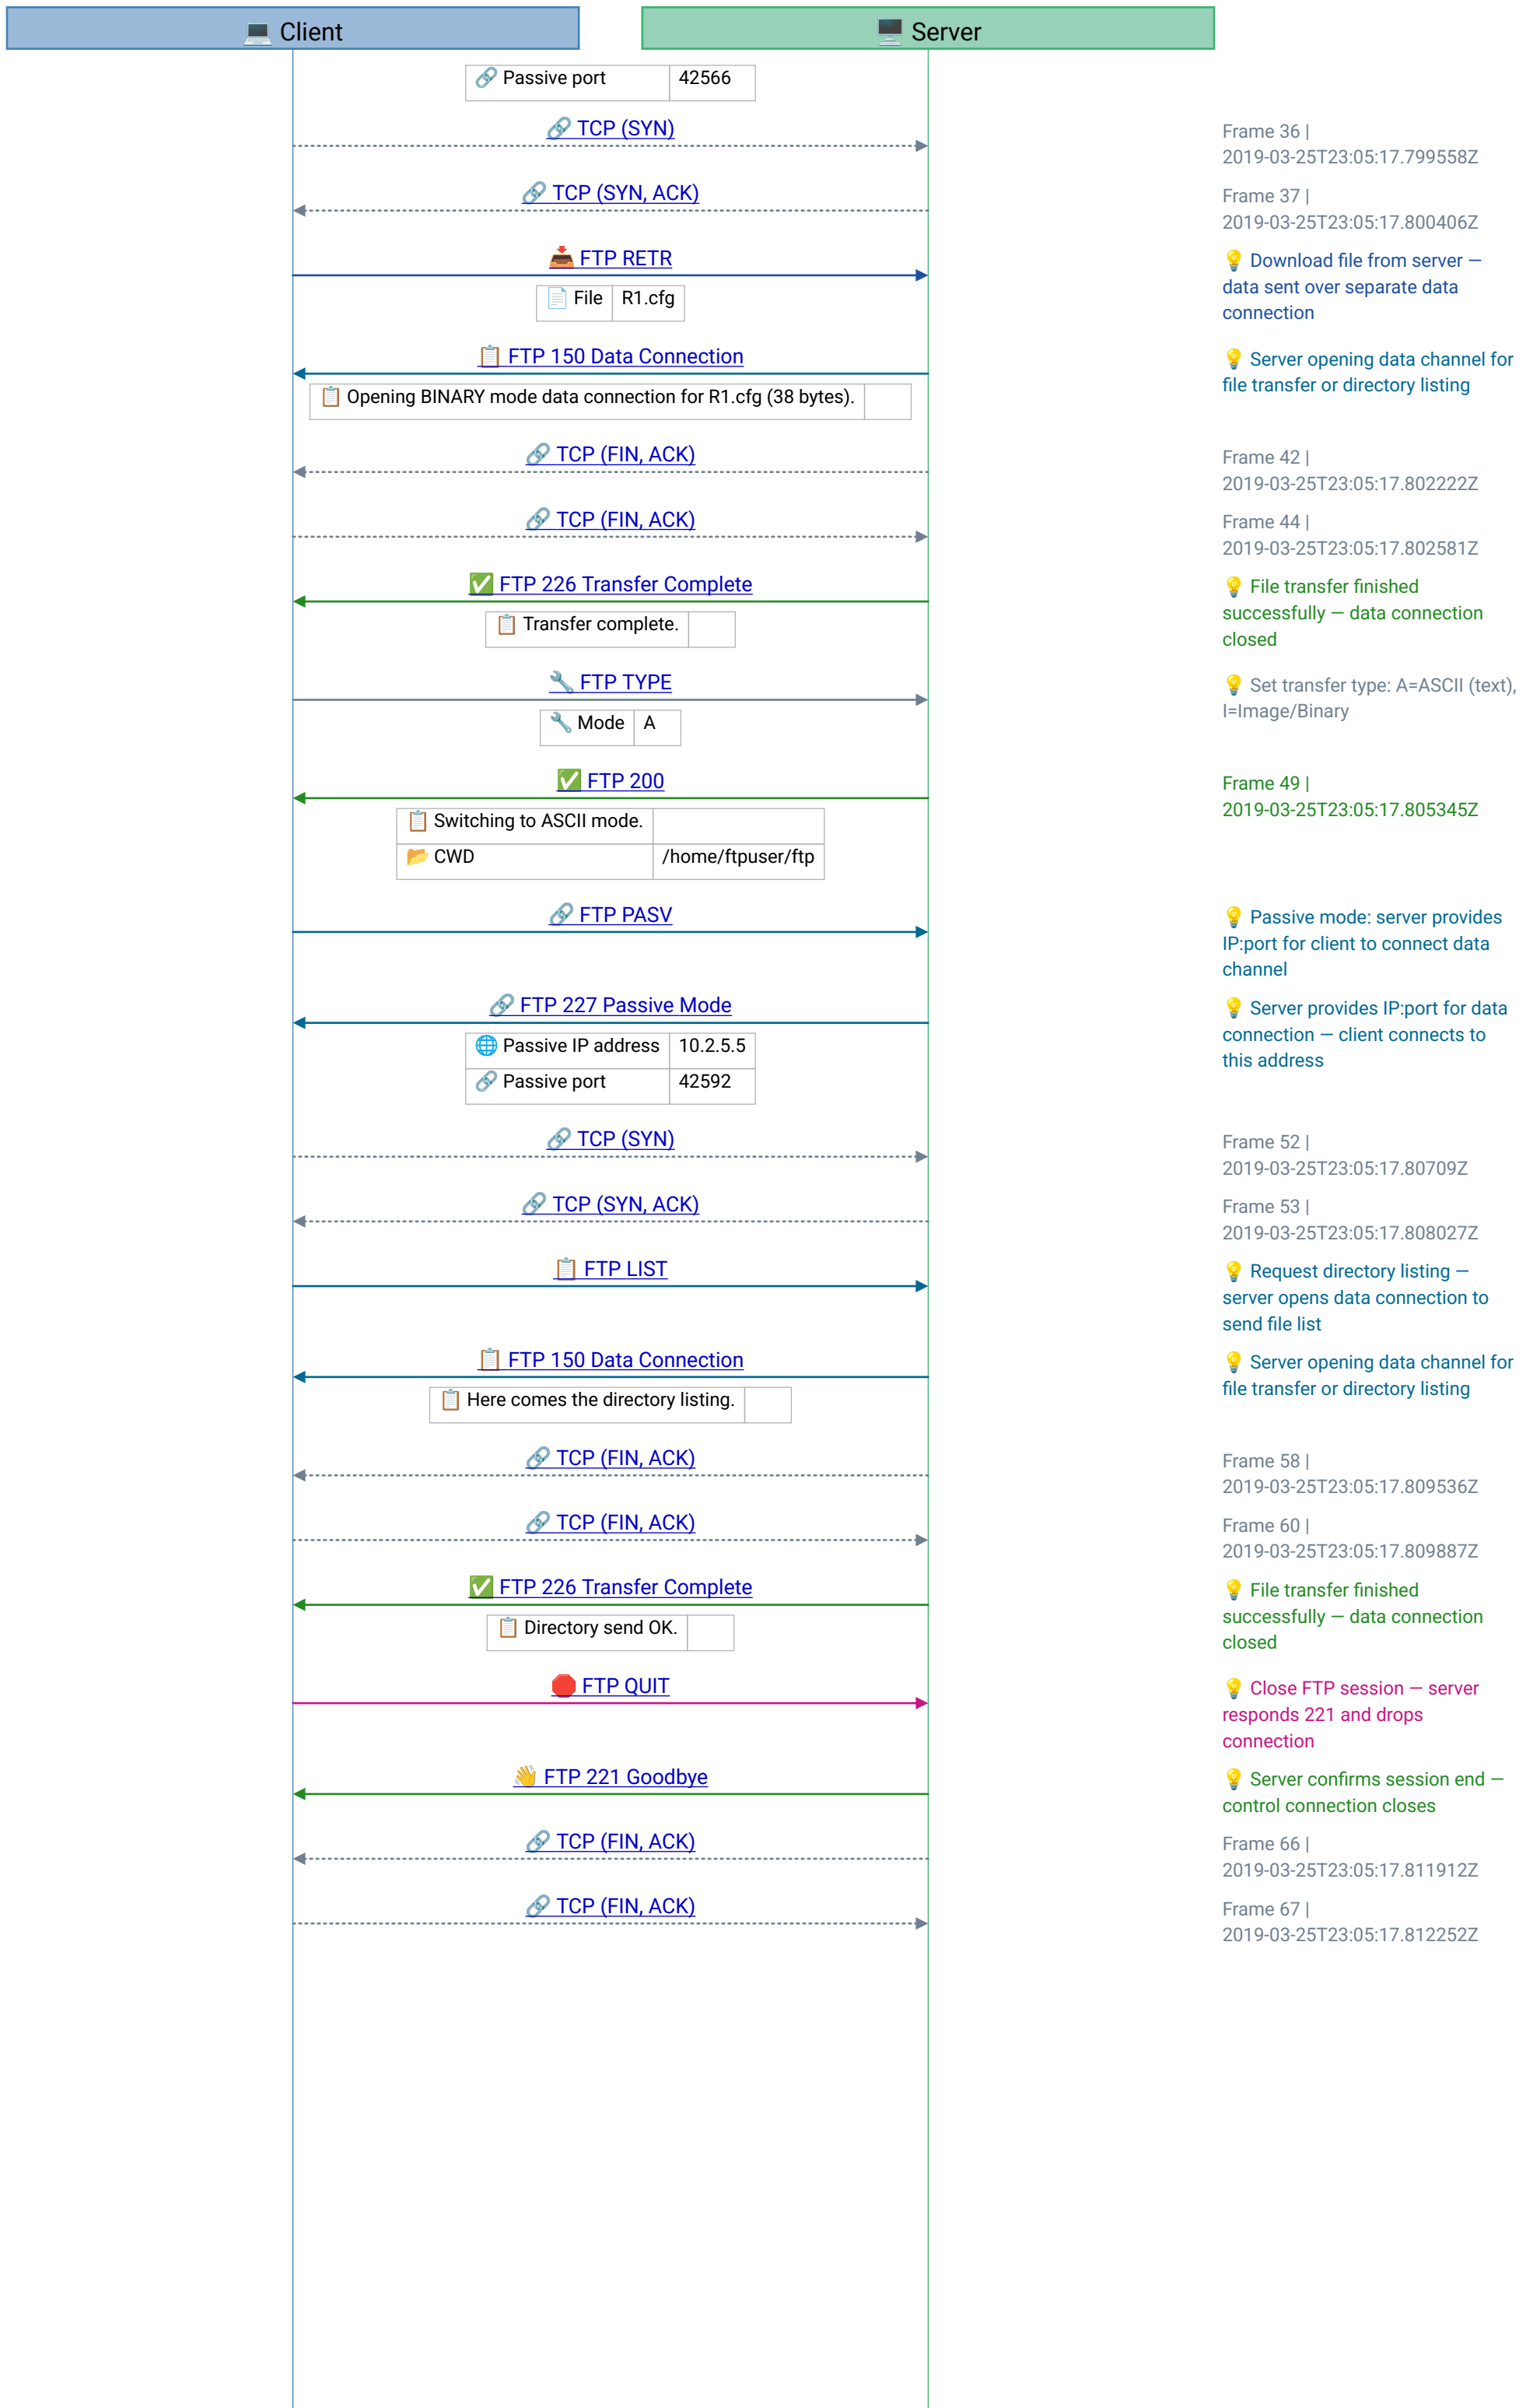 💻 Client
🖥️ Server
🔗 Passive port 42566
🔗 TCP (SYN)
Frame 36 |
2019-03-25T23:05:17.799558Z
🔗 TCP (SYN, ACK)
Frame 37 |
2019-03-25T23:05:17.800406Z
📥 FTP RETR
💡 Download file from server —
data sent over separate data
connection
📄 File R1.cfg
📋 FTP 150 Data Connection
💡 Server opening data channel for
file transfer or directory listing
📋 Opening BINARY mode data connection for R1.cfg (38 bytes).
🔗 TCP (FIN, ACK)
Frame 42 |
2019-03-25T23:05:17.802222Z
🔗 TCP (FIN, ACK)
Frame 44 |
2019-03-25T23:05:17.802581Z
✅ FTP 226 Transfer Complete
💡 File transfer finished
successfully — data connection
closed
📋 Transfer complete.
🔧 FTP TYPE
💡 Set transfer type: A=ASCII (text),
I=Image/Binary
🔧 Mode A
✅ FTP 200
Frame 49 |
2019-03-25T23:05:17.805345Z
📋 Switching to ASCII mode.
📂 CWD /home/ftpuser/ftp
🔗 FTP PASV
💡 Passive mode: server provides
IP:port for client to connect data
channel
🔗 FTP 227 Passive Mode
💡 Server provides IP:port for data
connection — client connects to
this address
🌐 Passive IP address 10.2.5.5
🔗 Passive port 42592
🔗 TCP (SYN)
Frame 52 |
2019-03-25T23:05:17.80709Z
🔗 TCP (SYN, ACK)
Frame 53 |
2019-03-25T23:05:17.808027Z
📋 FTP LIST
💡 Request directory listing —
server opens data connection to
send file list
📋 FTP 150 Data Connection
💡 Server opening data channel for
file transfer or directory listing
📋 Here comes the directory listing.
🔗 TCP (FIN, ACK)
Frame 58 |
2019-03-25T23:05:17.809536Z
🔗 TCP (FIN, ACK)
Frame 60 |
2019-03-25T23:05:17.809887Z
✅ FTP 226 Transfer Complete
💡 File transfer finished
successfully — data connection
closed
📋 Directory send OK.
🛑 FTP QUIT
💡 Close FTP session — server
responds 221 and drops
connection
👋 FTP 221 Goodbye
💡 Server confirms session end —
control connection closes
🔗 TCP (FIN, ACK)
Frame 66 |
2019-03-25T23:05:17.811912Z
🔗 TCP (FIN, ACK)
Frame 67 |
2019-03-25T23:05:17.812252Z